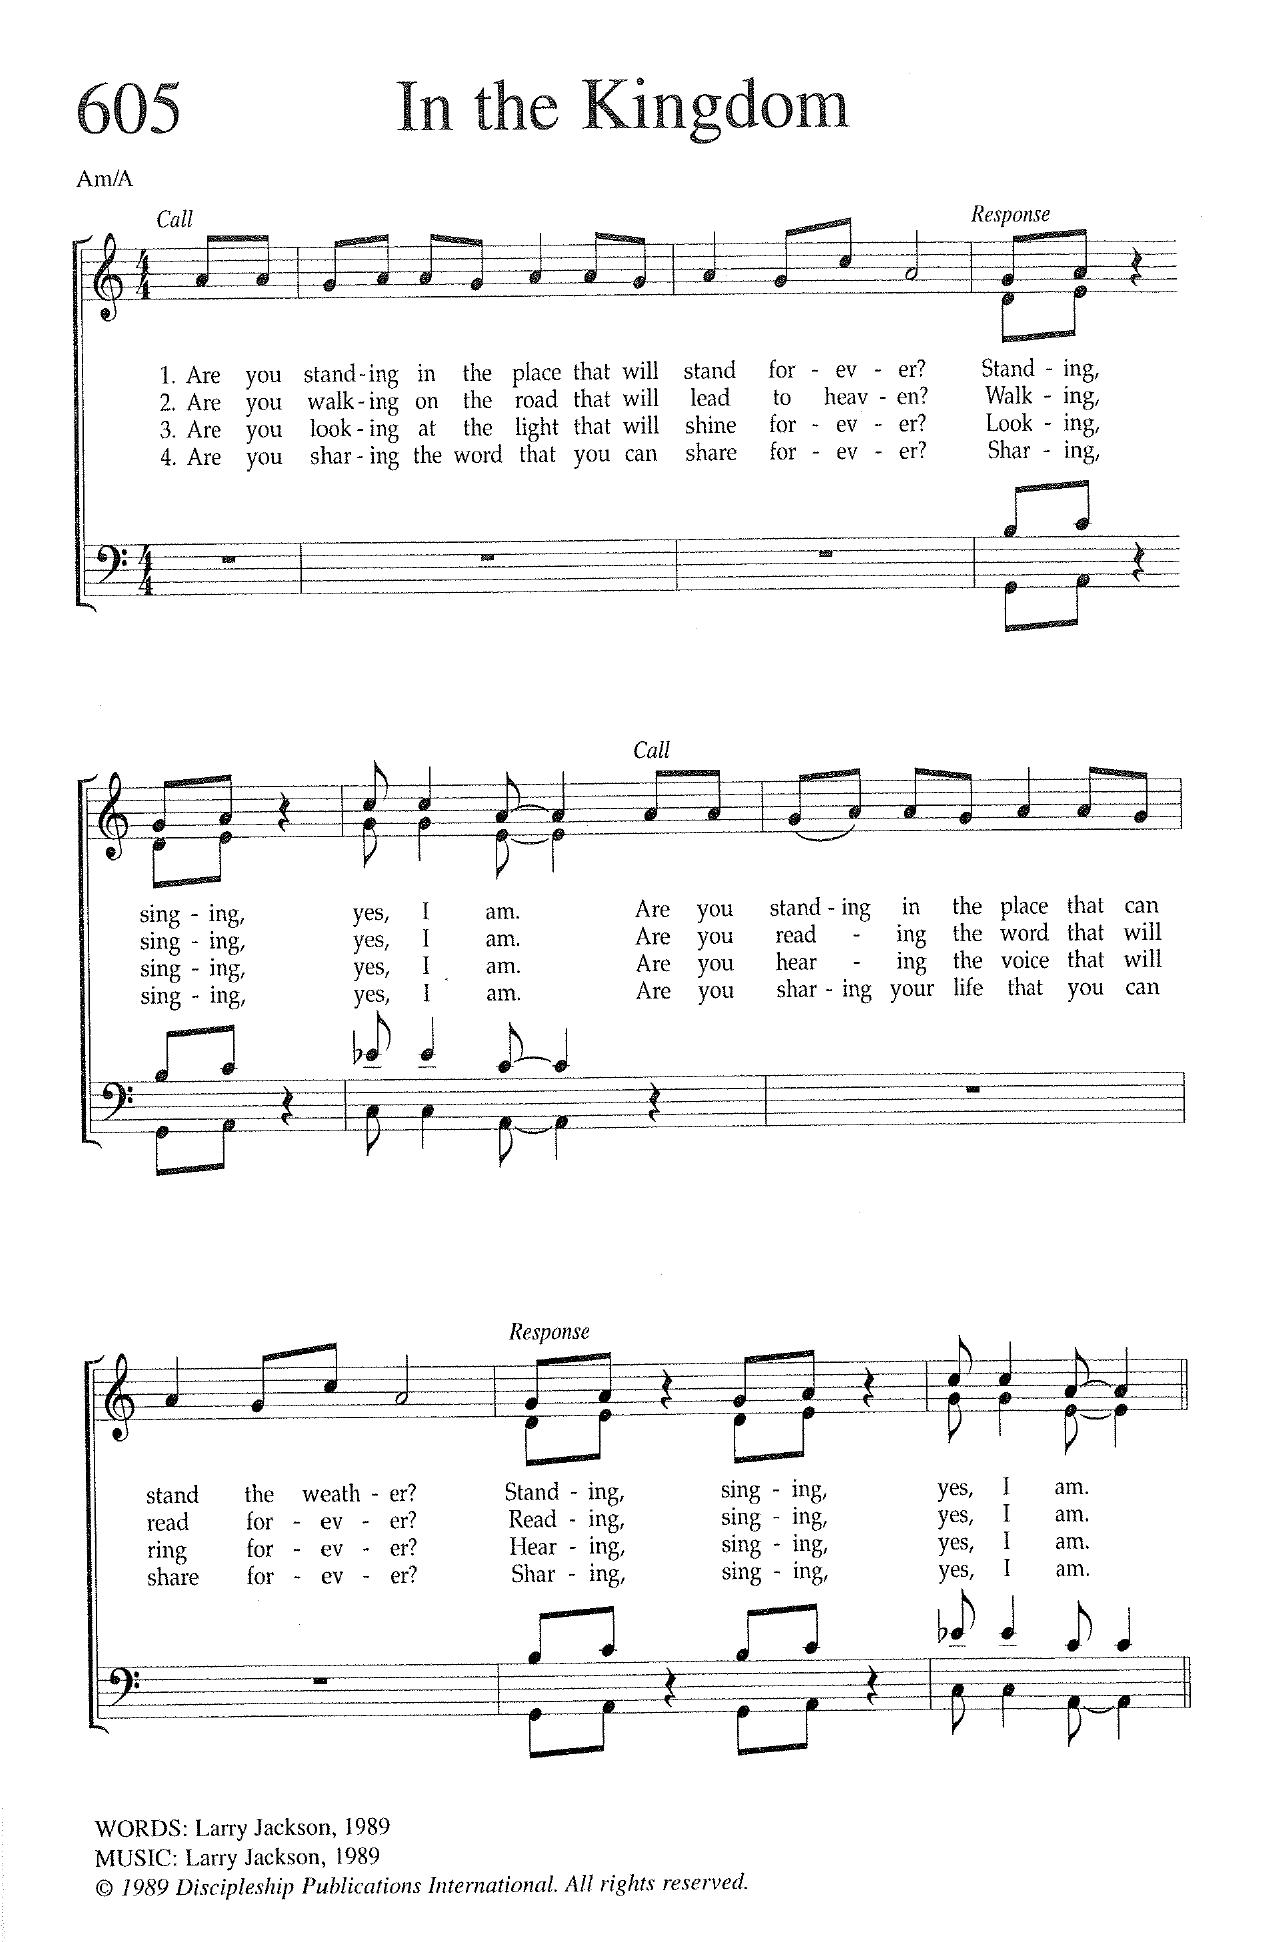 605 In the Kingdom
Am/A
Call Response
1. Are you stand-ing in the place that will stand for - ev - er? Stand - ing,
2. Are you walk-ing on the road that will lead to heav - en? Walk - ing,
3. Are you look-ing at the light that will shine for - ev - er? Look - ing,
4. Are you shar-ing the word that you can share for - ev - er? Shar - ing,
Call
sing - ing, yes, I am. Are you stand-ing in the place that can
sing - ing, yes, I am. Are you read - ing the word that will
sing - ing, yes, I am. Are you hear - ing the voice that will
sing - ing, yes, I am. Are you shar-ing your life that you can
Response
stand the weath - er? Stand - ing, sing - ing, yes, I am.
read for - ev - er? Read - ing, sing - ing, yes, I am.
ring for - ev - er? Hear - ing, sing - ing, yes, I am.
share for - ev - er? Shar - ing, sing - ing, yes, I am.
WORDS: Larry Jackson, 1989
MUSIC: Larry Jackson, 1989
© 1989 Discipleship Publications International. All rights reserved.